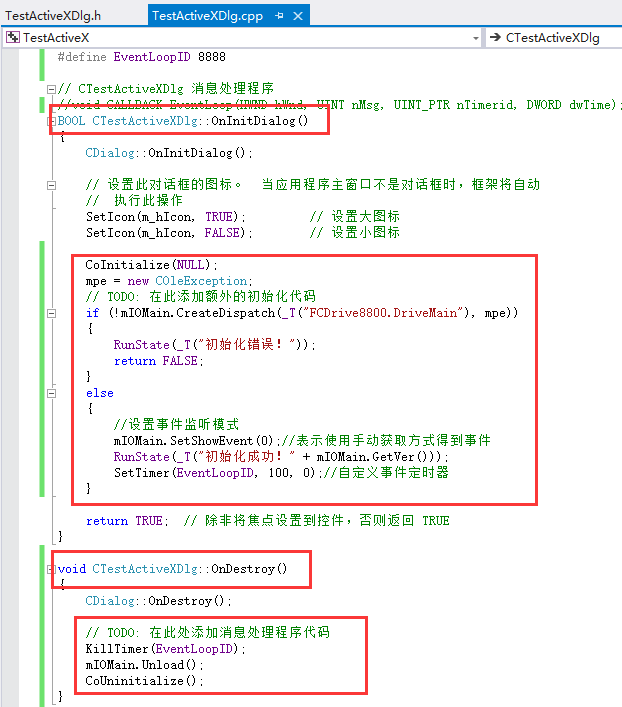 TestActiveXDlg.h TestActiveXDlg.cpp
TestActiveX CTestActiveXDlg
#define EventLoopID 8888
// CTestActiveXDlg 消息处理程序
//void CALLBACK EventLoop(HWND hWnd, UINT nMsg, UINT_PTR nTimerid, DWORD dwTime);
BOOL CTestActiveXDlg::OnInitDialog()
{
CDialog::OnInitDialog();
// 设置此对话框的图标。 当应用程序主窗口不是对话框时，框架将自动
// 执行此操作
SetIcon(m_hIcon, TRUE); // 设置大图标
SetIcon(m_hIcon, FALSE); // 设置小图标
CoInitialize(NULL);
mpe = new COleException;
// TODO: 在此添加额外的初始化代码
if (!mIOMain.CreateDispatch(_T("FCDrive8800.DriveMain"), mpe))
{
RunState(_T("初始化错误！"));
return FALSE;
}
else
{
//设置事件监听模式
mIOMain.SetShowEvent(0);//表示使用手动获取方式得到事件
RunState(_T("初始化成功！" + mIOMain.GetVer()));
SetTimer(EventLoopID, 100, 0);//自定义事件定时器
}
return TRUE; // 除非将焦点设置到控件，否则返回 TRUE
}
void CTestActiveXDlg::OnDestroy()
{
CDialog::OnDestroy();
// TODO: 在此处添加消息处理程序代码
KillTimer(EventLoopID);
mIOMain.Unload();
CoUninitialize();
}